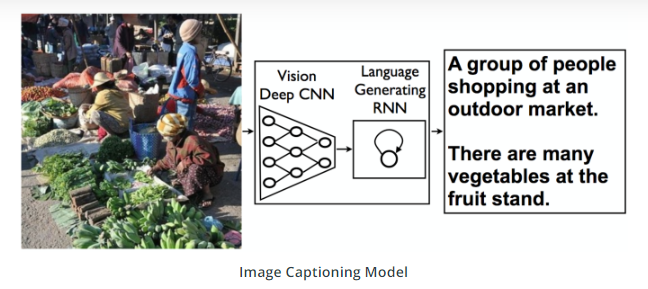 Vision
Deep CNN
Language
Generating
RNN
A group of people
shopping at an
outdoor market.
There are many
vegetables at the
fruit stand.
Image Captioning Model